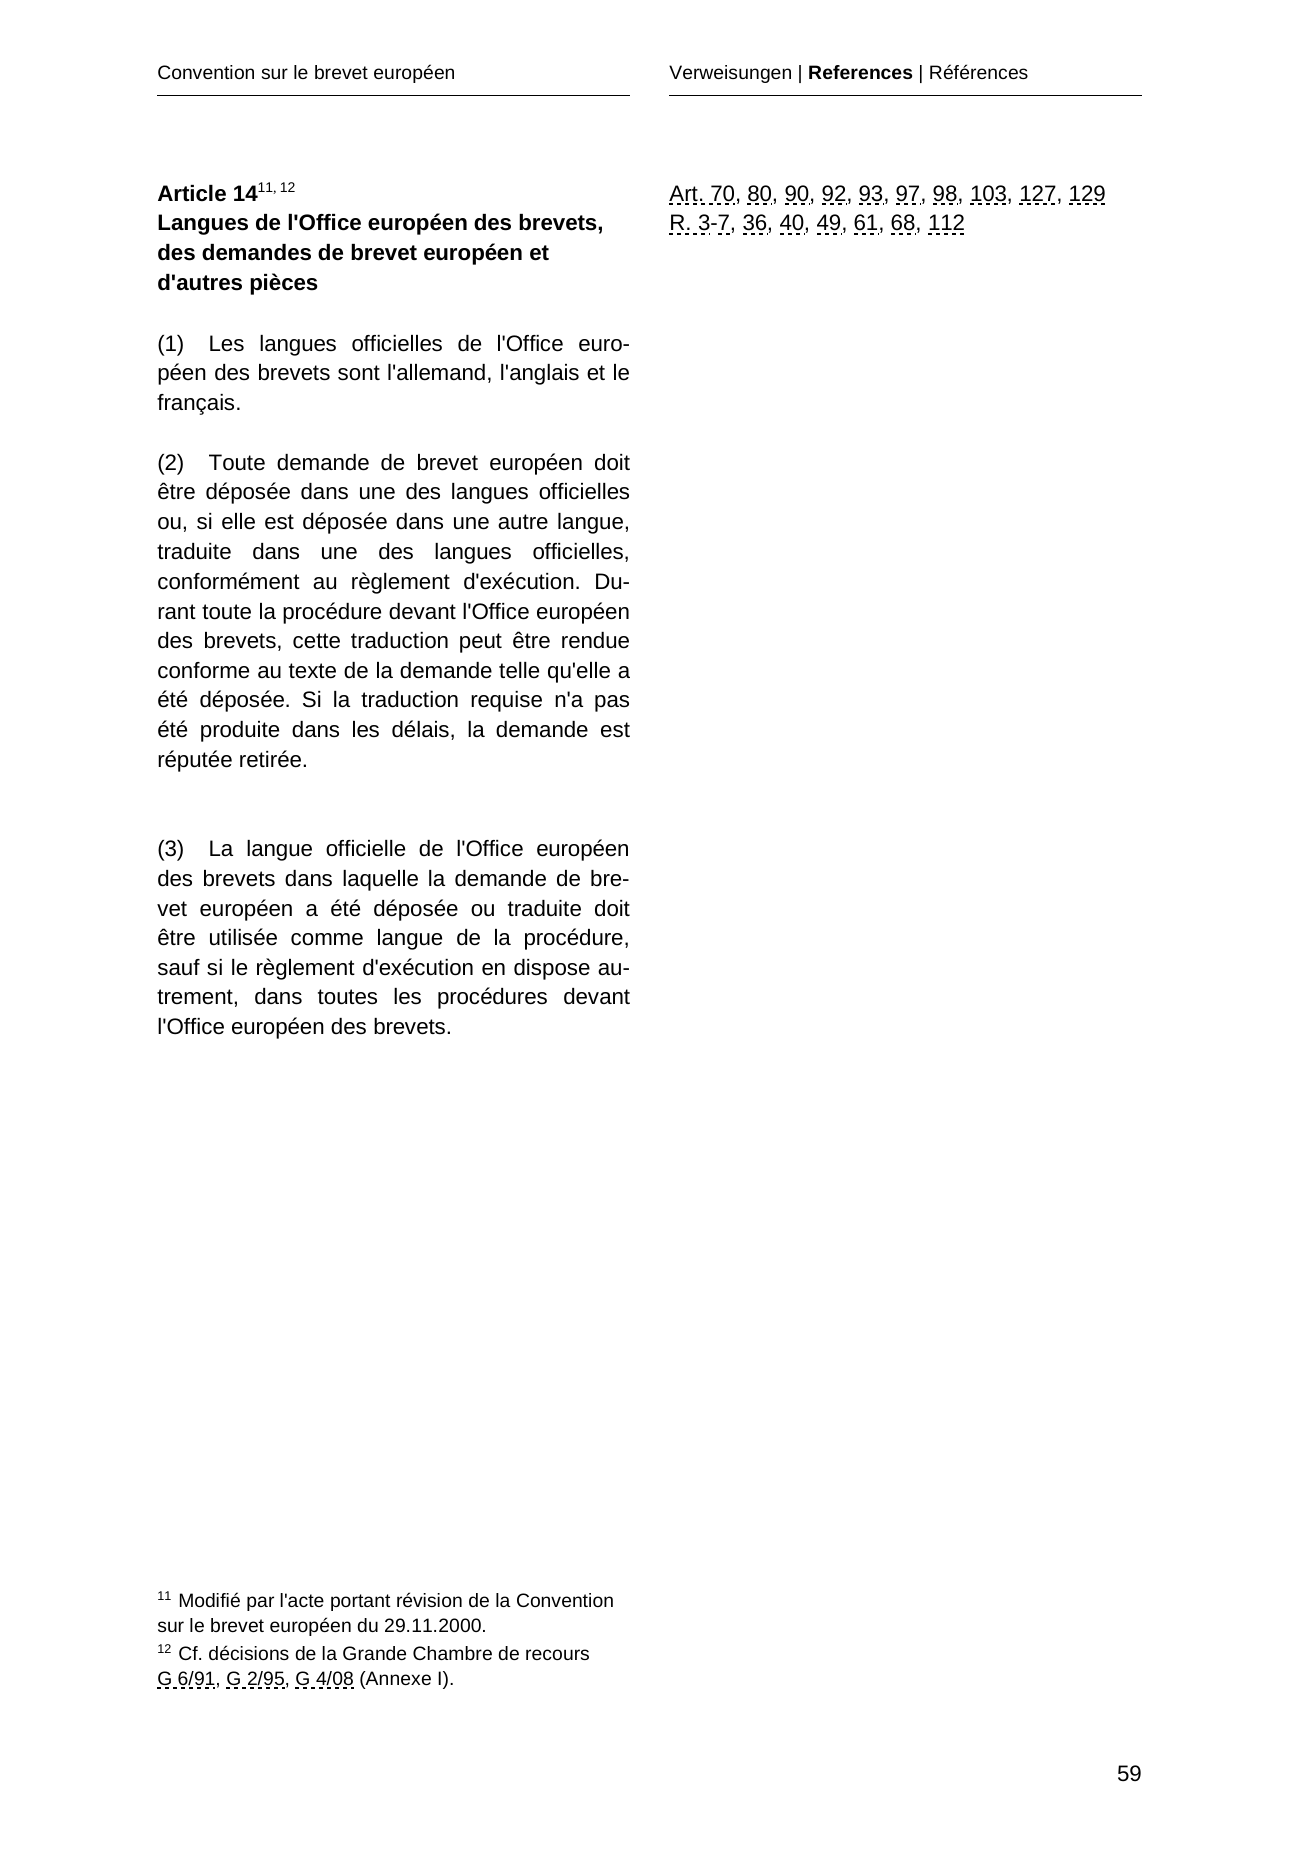 Convention sur le brevet européen
Verweisungen | References | Références
Article 14¹¹, ¹²
Langues de l'Office européen des brevets,
des demandes de brevet européen et
d'autres pièces
(1) Les langues officielles de l'Office euro-
péen des brevets sont l'allemand, l'anglais et le
français.
(2) Toute demande de brevet européen doit
être déposée dans une des langues officielles
ou, si elle est déposée dans une autre langue,
traduite dans une des langues officielles,
conformément au règlement d'exécution. Du-
rant toute la procédure devant l'Office européen
des brevets, cette traduction peut être rendue
conforme au texte de la demande telle qu'elle a
été déposée. Si la traduction requise n'a pas
été produite dans les délais, la demande est
réputée retirée.
(3) La langue officielle de l'Office européen
des brevets dans laquelle la demande de bre-
vet européen a été déposée ou traduite doit
être utilisée comme langue de la procédure,
sauf si le règlement d'exécution en dispose au-
trement, dans toutes les procédures devant
l'Office européen des brevets.
Art. 70, 80, 90, 92, 93, 97, 98, 103, 127, 129
R. 3-7, 36, 40, 49, 61, 68, 112
¹¹ Modifié par l'acte portant révision de la Convention
sur le brevet européen du 29.11.2000.
¹² Cf. décisions de la Grande Chambre de recours
G 6/91, G 2/95, G 4/08 (Annexe I).
59